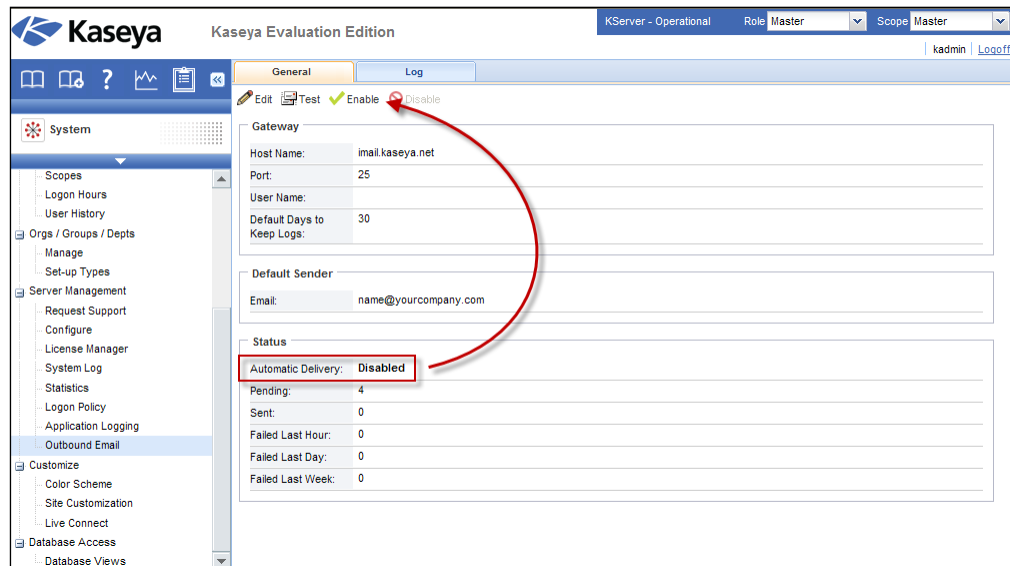 Kaseya
Kaseya Evaluation Edition
KServer - Operational Role Master Scope Master
kadmin Logoff
General Log
Edit Test Enable Disable
System
Scopes
Logon Hours
User History
Orgs / Groups / Depts
Manage
Set-up Types
Server Management
Request Support
Configure
License Manager
System Log
Statistics
Logon Policy
Application Logging
Outbound Email
Customize
Color Scheme
Site Customization
Live Connect
Database Access
Database Views
Gateway
Host Name: imail.kaseya.net
Port: 25
User Name:
Default Days to
Keep Logs: 30
Default Sender
Email: name@yourcompany.com
Status
Automatic Delivery: Disabled
Pending: 4
Sent: 0
Failed Last Hour: 0
Failed Last Day: 0
Failed Last Week: 0